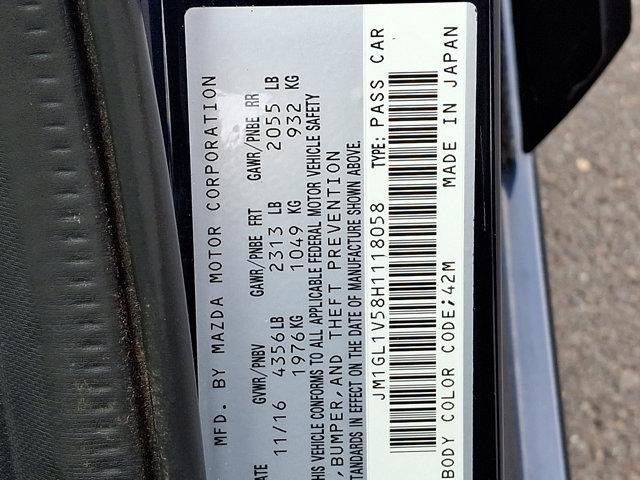 MFD. BY MAZDA MOTOR CORPORATION
GVWR/PNBV GAWR/PNBE FRT GAWR/PNBE RR
ATE 11/16 4356LB 2313 LB 2055 LB
1976KG 1049 KG 932 KG
HIS VEHICLE CONFORMS TO ALL APPLICABLE FEDERAL MOTOR VEHICLE SAFETY
, BUMPER, AND THEFT PREVENTION
TANDARDS IN EFFECT ON THE DATE OF MANUFACTURE SHOWN ABOVE.
JM1GL1V58H1118058 TYPE: PASS CAR
BODY COLOR CODE;42M MADE IN JAPAN